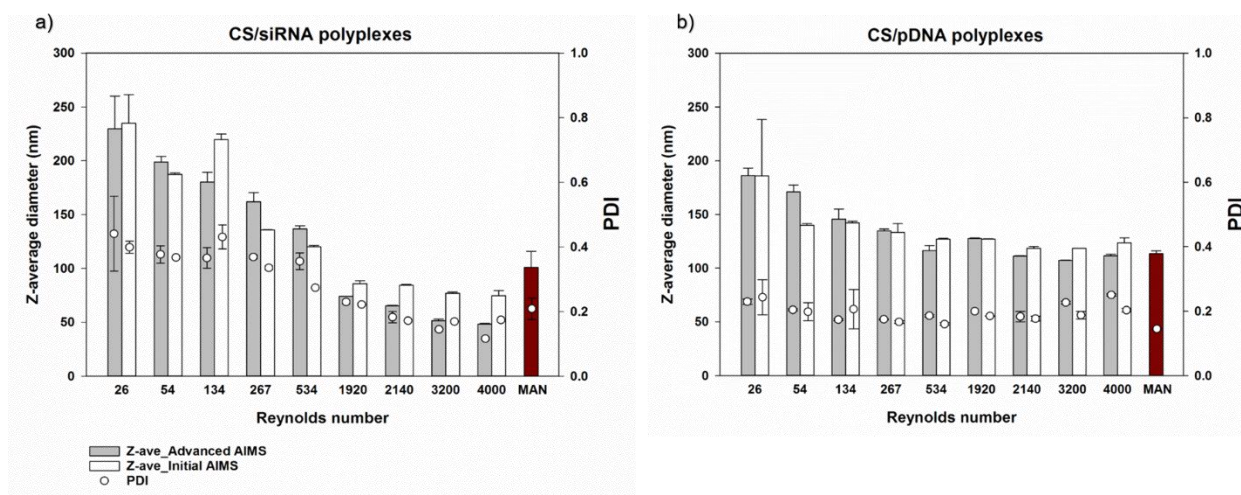 a)
CS/siRNA polyplexes
300
250
200
150
100
50
0
Z-average diameter (nm)
1.0
0.8
0.6
0.4
0.2
0.0
PDI
26 54 134 267 534 1920 2140 3200 4000 MAN
Reynolds number
Z-ave_Advanced AIMS
Z-ave_Initial AIMS
PDI
b)
CS/pDNA polyplexes
300
250
200
150
100
50
0
Z-average diameter (nm)
1.0
0.8
0.6
0.4
0.2
0.0
PDI
26 54 134 267 534 1920 2140 3200 4000 MAN
Reynolds number